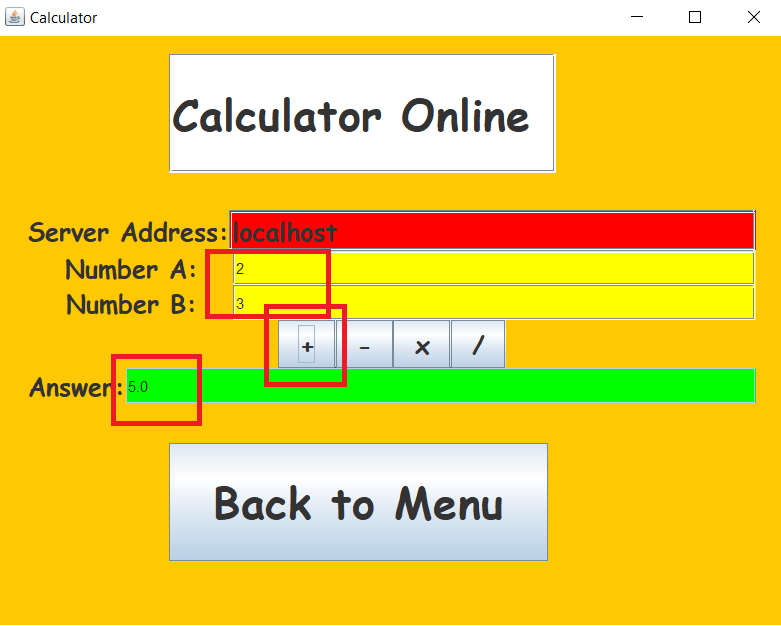 Calculator
Calculator Online
Server Address: localhost
Number A: 2
Number B: 3
+ - x /
Answer: 5.0
Back to Menu